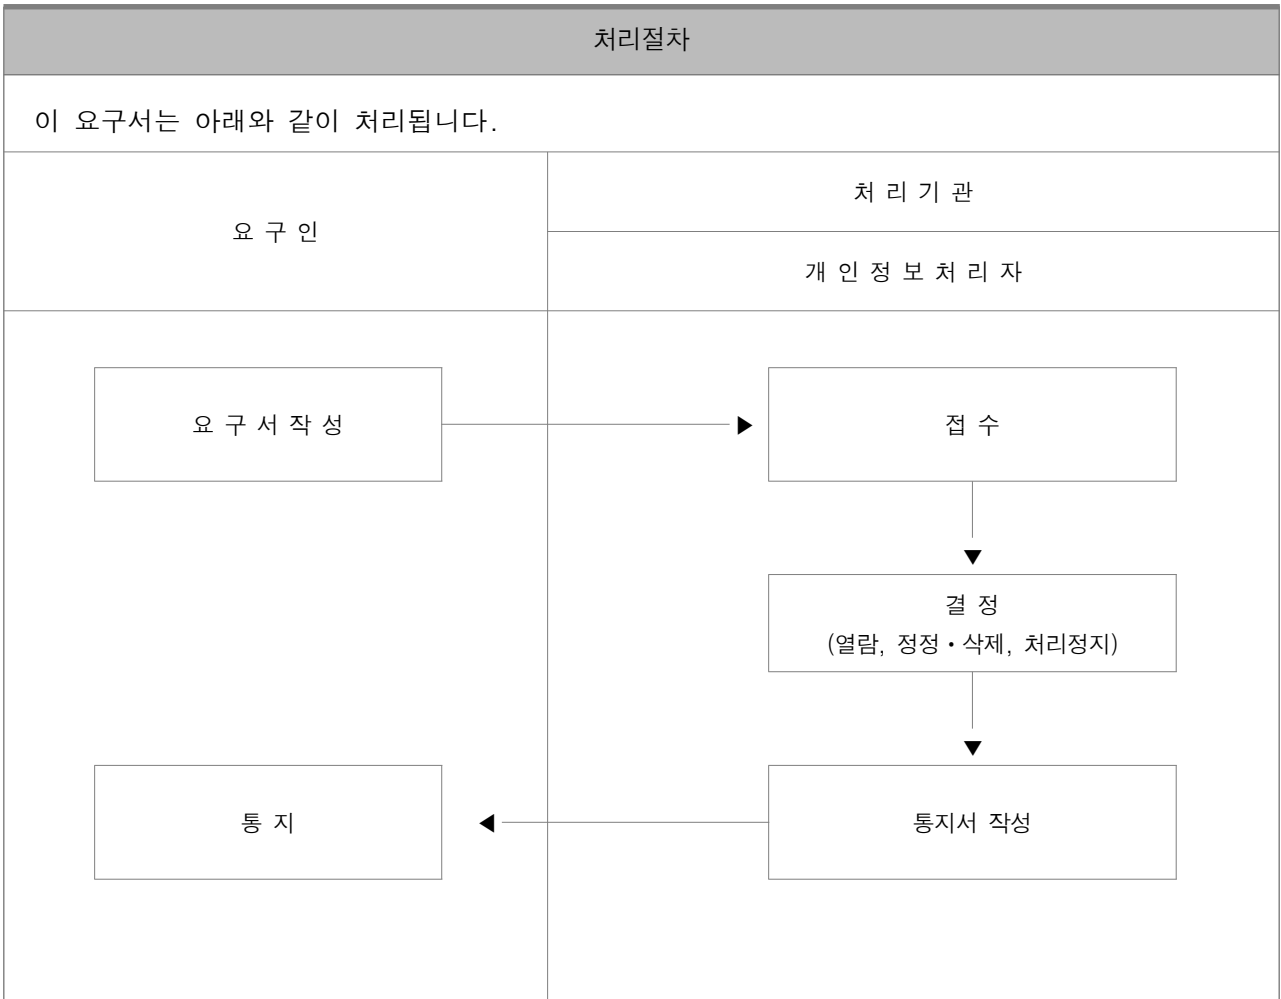 처리절차
이 요구서는 아래와 같이 처리됩니다.
요 구 인
처 리 기 관
개 인 정 보 처 리 자
요 구 서 작 성
접 수
결 정
(열람, 정정•삭제, 처리정지)
통 지
통지서 작성